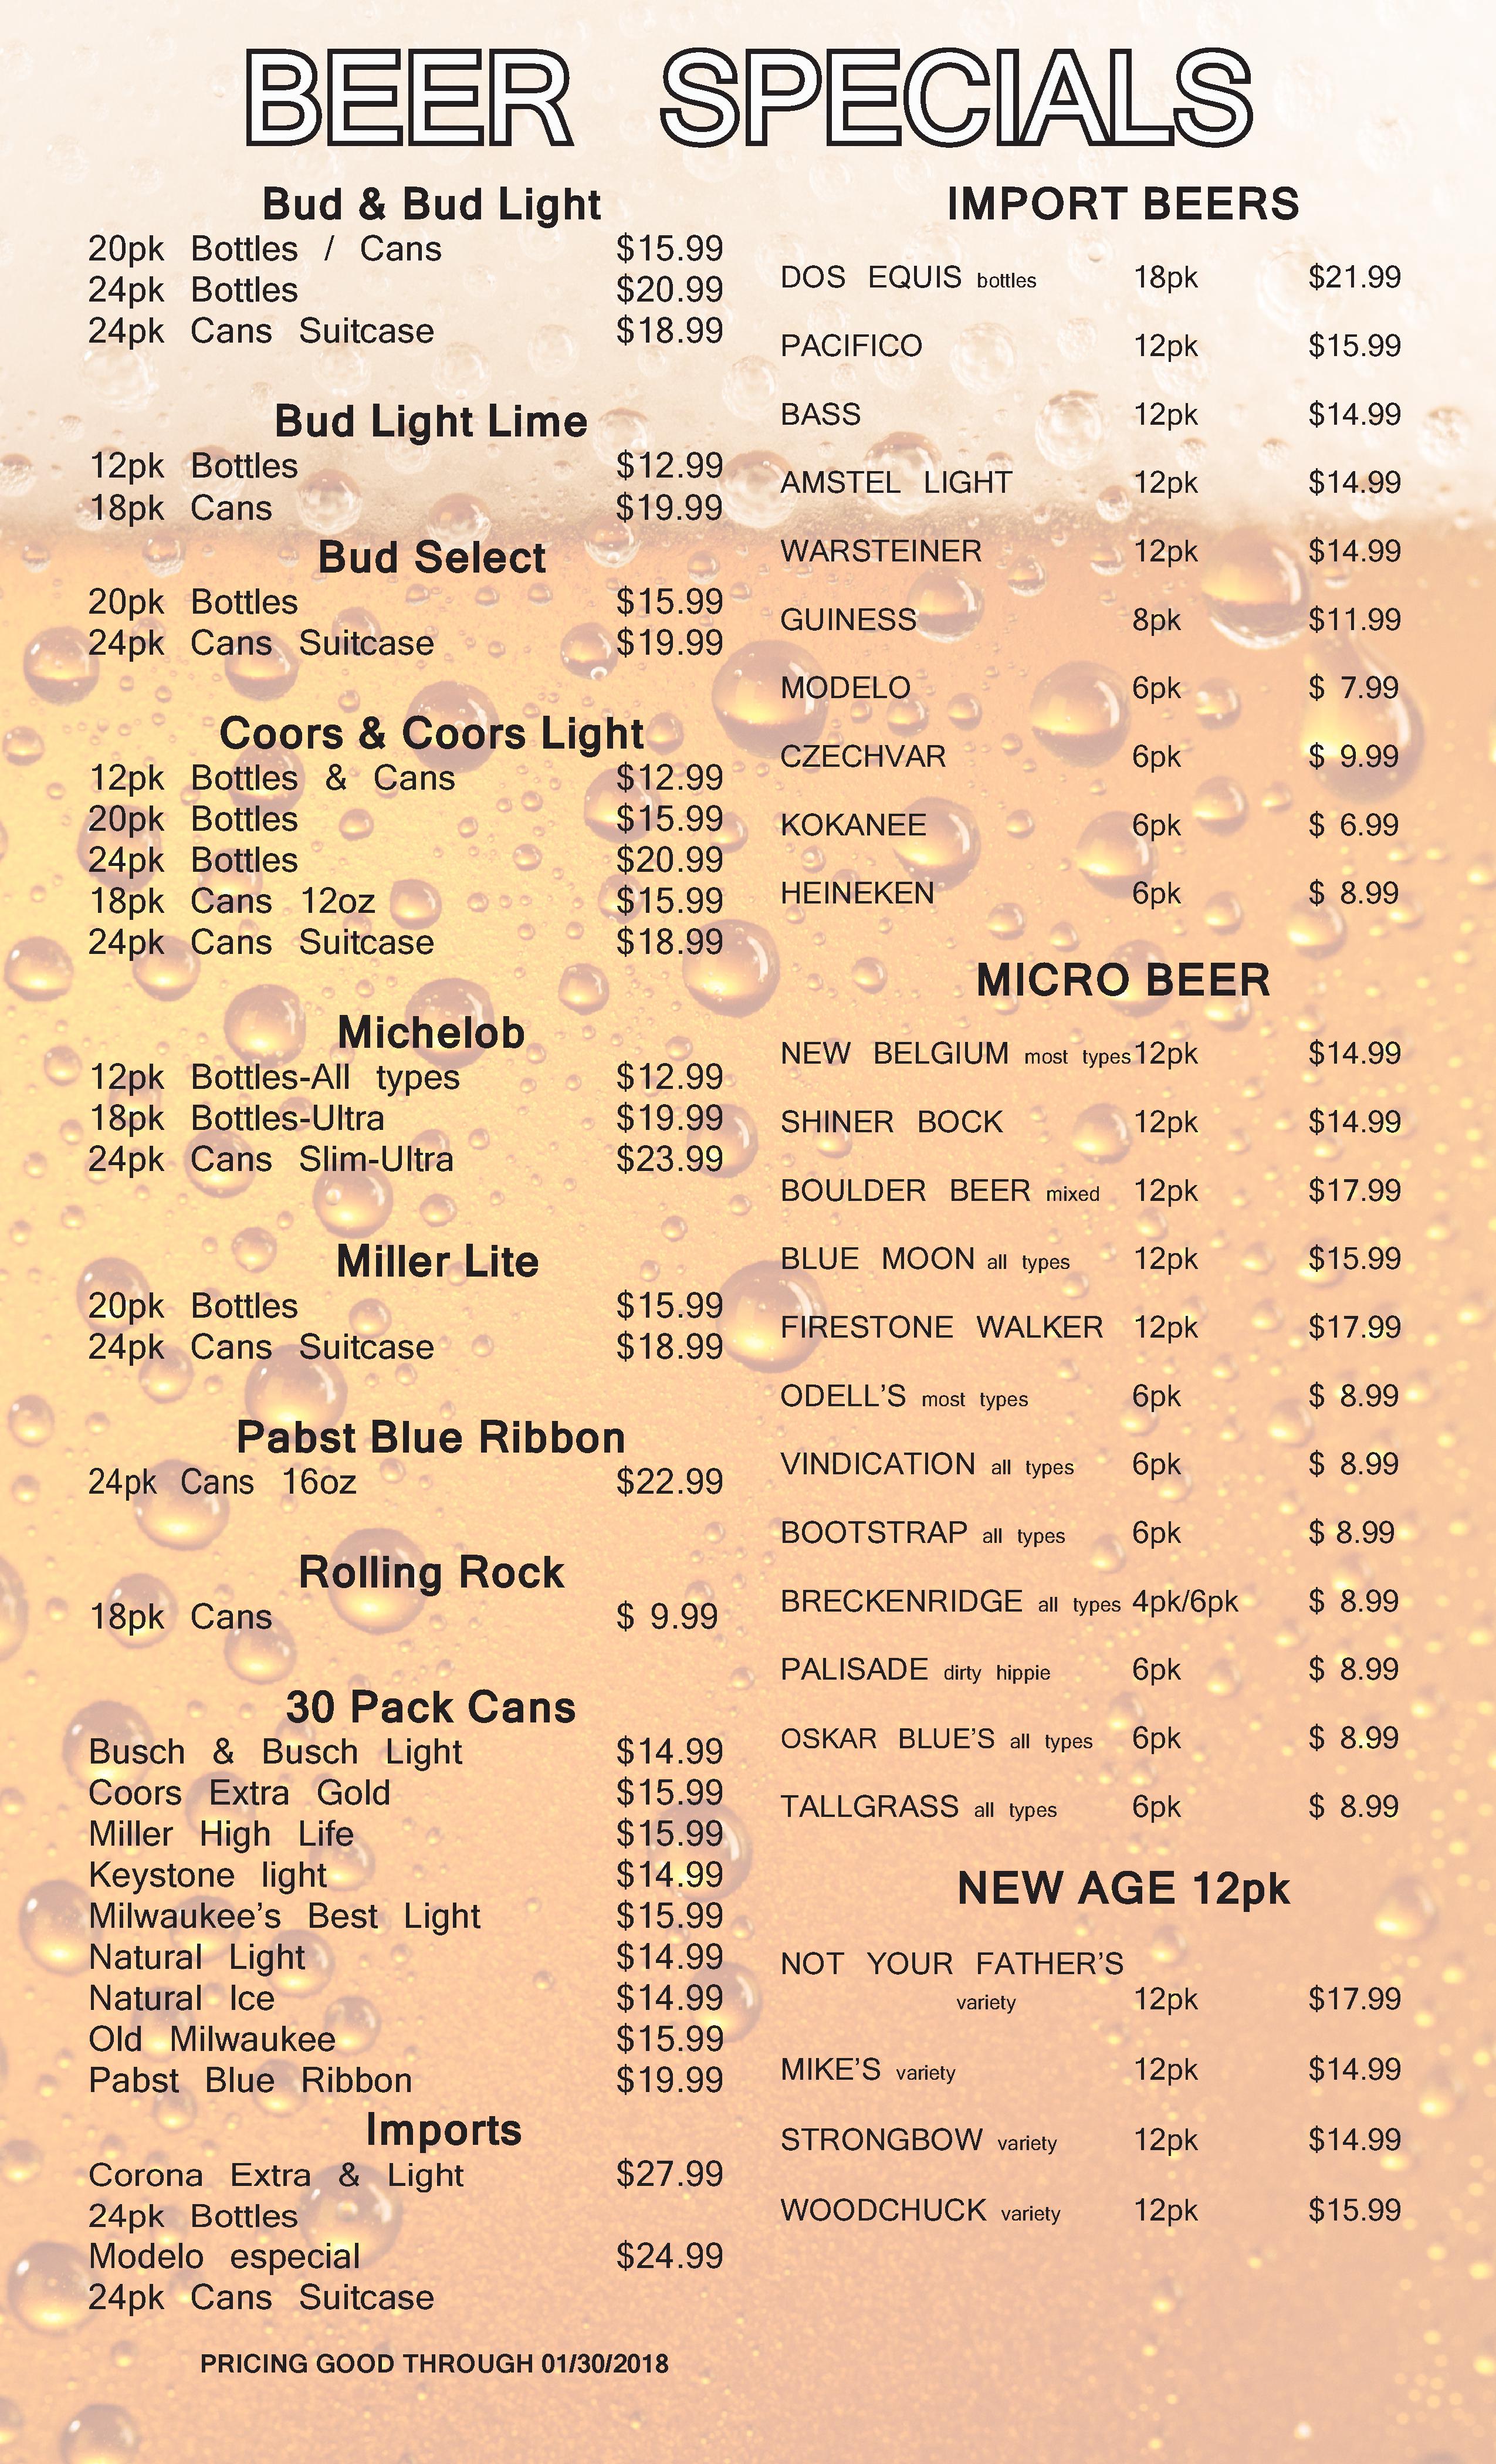 BEER SPECIALS
Bud & Bud Light
20pk Bottles / Cans $15.99
24pk Bottles $20.99
24pk Cans Suitcase $18.99
Bud Light Lime
12pk Bottles $12.99
18pk Cans $19.99
Bud Select
20pk Bottles $15.99
24pk Cans Suitcase $19.99
Coors & Coors Light
12pk Bottles & Cans $12.99
20pk Bottles $15.99
24pk Bottles $20.99
18pk Cans 12oz $15.99
24pk Cans Suitcase $18.99
Michelob
12pk Bottles-All types $12.99
18pk Bottles-Ultra $19.99
24pk Cans Slim-Ultra $23.99
Miller Lite
20pk Bottles $15.99
24pk Cans Suitcase $18.99
Pabst Blue Ribbon
24pk Cans 16oz $22.99
Rolling Rock
18pk Cans $ 9.99
30 Pack Cans
Busch & Busch Light $14.99
Coors Extra Gold $15.99
Miller High Life $15.99
Keystone light $14.99
Milwaukee’s Best Light $15.99
Natural Light $14.99
Natural Ice $14.99
Old Milwaukee $15.99
Pabst Blue Ribbon $19.99
Imports
Corona Extra & Light $27.99
24pk Bottles
Modelo especial $24.99
24pk Cans Suitcase
PRICING GOOD THROUGH 01/30/2018
IMPORT BEERS
DOS EQUIS bottles 18pk $21.99
PACIFICO 12pk $15.99
BASS 12pk $14.99
AMSTEL LIGHT 12pk $14.99
WARSTEINER 12pk $14.99
GUINESS 8pk $11.99
MODELO 6pk $ 7.99
CZECHVAR 6pk $ 9.99
KOKANEE 6pk $ 6.99
HEINEKEN 6pk $ 8.99
MICRO BEER
NEW BELGIUM most types 12pk $14.99
SHINER BOCK 12pk $14.99
BOULDER BEER mixed 12pk $17.99
BLUE MOON all types 12pk $15.99
FIRESTONE WALKER 12pk $17.99
ODELL’S most types 6pk $ 8.99
VINDICATION all types 6pk $ 8.99
BOOTSTRAP all types 6pk $ 8.99
BRECKENRIDGE all types 4pk/6pk $ 8.99
PALISADE dirty hippie 6pk $ 8.99
OSKAR BLUE’S all types 6pk $ 8.99
TALLGRASS all types 6pk $ 8.99
NEW AGE 12pk
NOT YOUR FATHER’S
variety 12pk $17.99
MIKE’S variety 12pk $14.99
STRONGBOW variety 12pk $14.99
WOODCHUCK variety 12pk $15.99